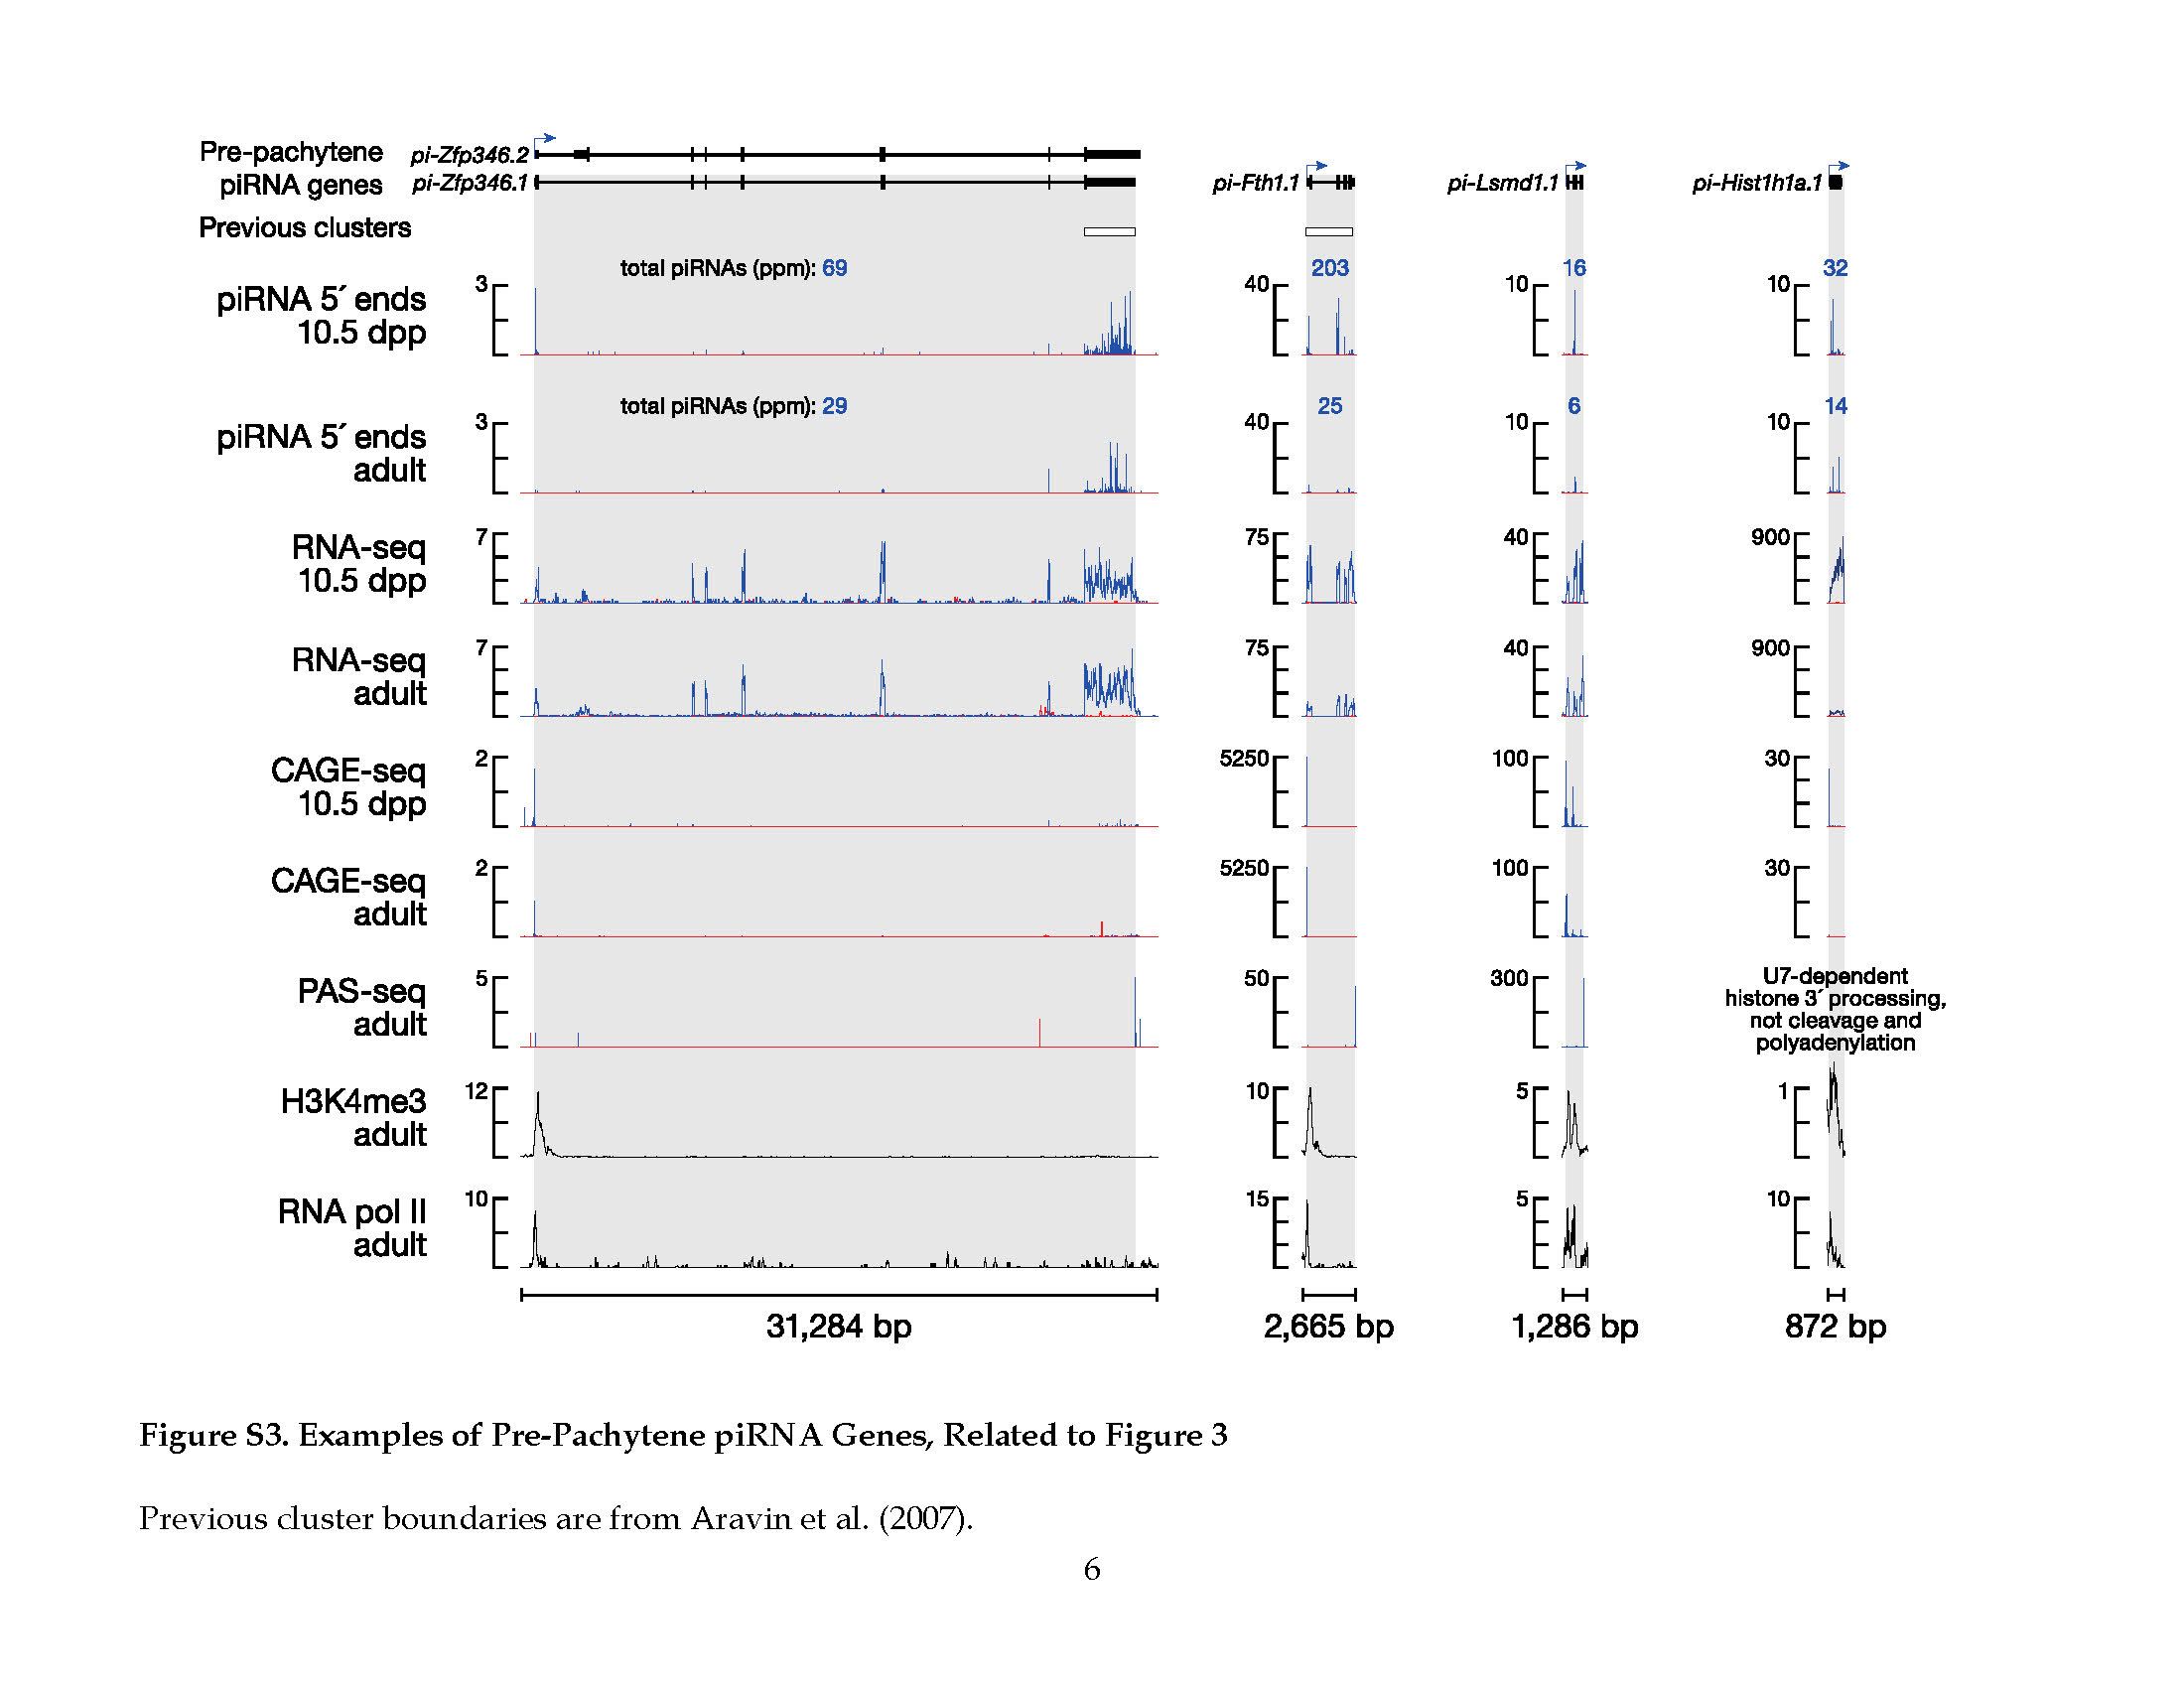 Pre-pachytene pi-Zfp346.2
piRNA genes pi-Zfp346.1 pi-Fth1.1 pi-Lsmd1.1 pi-Hist1h1a.1
Previous clusters
total piRNAs (ppm): 69 203 16 32
piRNA 5´ ends 3 40 10 10
10.5 dpp
total piRNAs (ppm): 29 25 6 14
piRNA 5´ ends 3 40 10 10
adult
RNA-seq 7 75 40 900
10.5 dpp
RNA-seq 7 75 40 900
adult
CAGE-seq 2 5250 100 30
10.5 dpp
CAGE-seq 2 5250 100 30
adult
PAS-seq 5 50 300
adult
U7-dependent
histone 3´ processing,
not cleavage and
polyadenylation
H3K4me3 12 10 5 1
adult
RNA pol II 10 15 5 10
adult
31,284 bp 2,665 bp 1,286 bp 872 bp
Figure S3. Examples of Pre-Pachytene piRNA Genes, Related to Figure 3
Previous cluster boundaries are from Aravin et al. (2007).
6